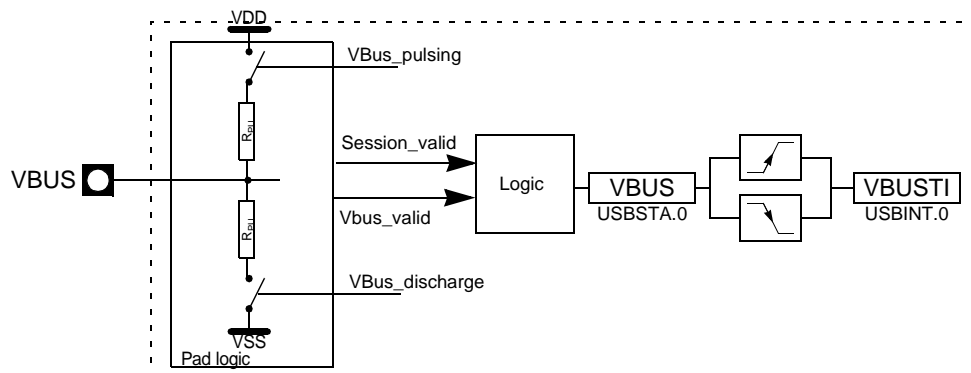 VDD
VBus_pulsing
RPU
Session_valid
VBUS
Logic
VBUS
VBUSTI
USBSTA.0
USBINT.0
Vbus_valid
RPU
VBus_discharge
VSS
Pad logic